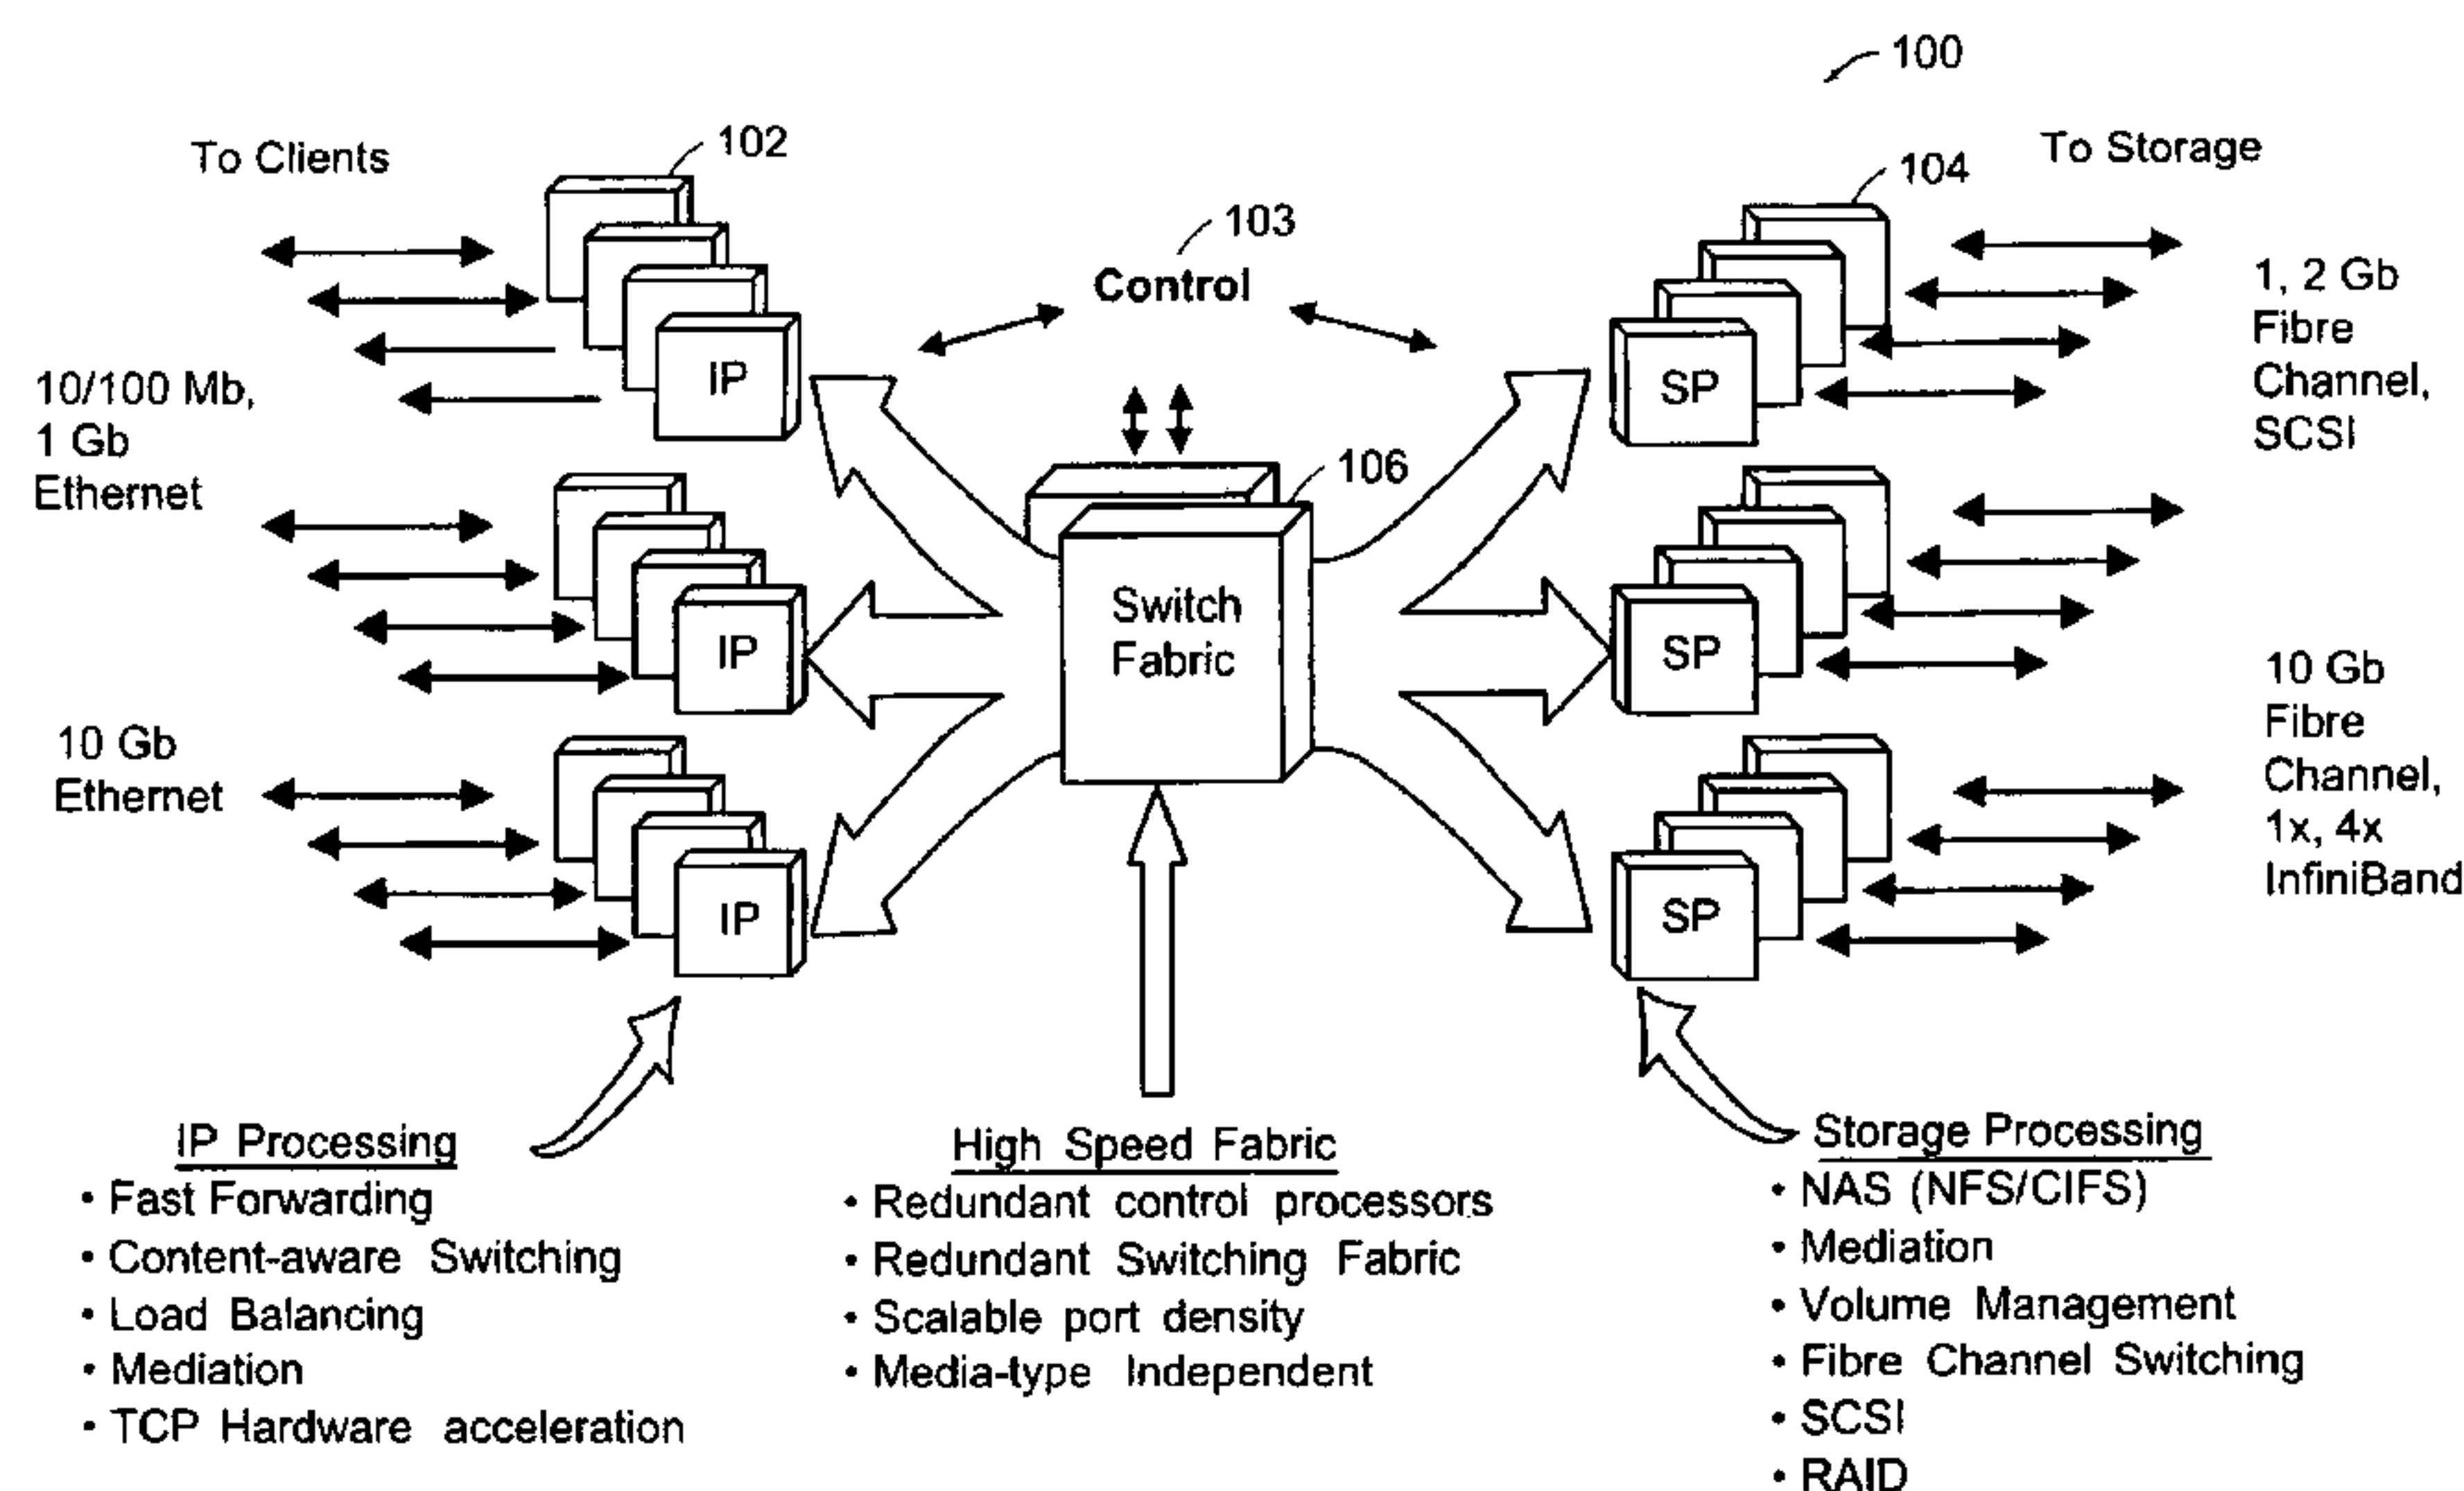 100
To Clients
102
103
Control
104
To Storage
10/100 Mb,
1 Gb
Ethernet
10 Gb
Ethernet
IP
IP
IP
106
Switch
Fabric
SP
SP
SP
1, 2 Gb
Fibre
Channel,
SCSI
10 Gb
Fibre
Channel,
1x, 4x
InfiniBand
IP Processing
• Fast Forwarding
• Content-aware Switching
• Load Balancing
• Mediation
• TCP Hardware acceleration
High Speed Fabric
• Redundant control processors
• Redundant Switching Fabric
• Scalable port density
• Media-type Independent
Storage Processing
• NAS (NFS/CIFS)
• Mediation
• Volume Management
• Fibre Channel Switching
• SCSI
• RAID